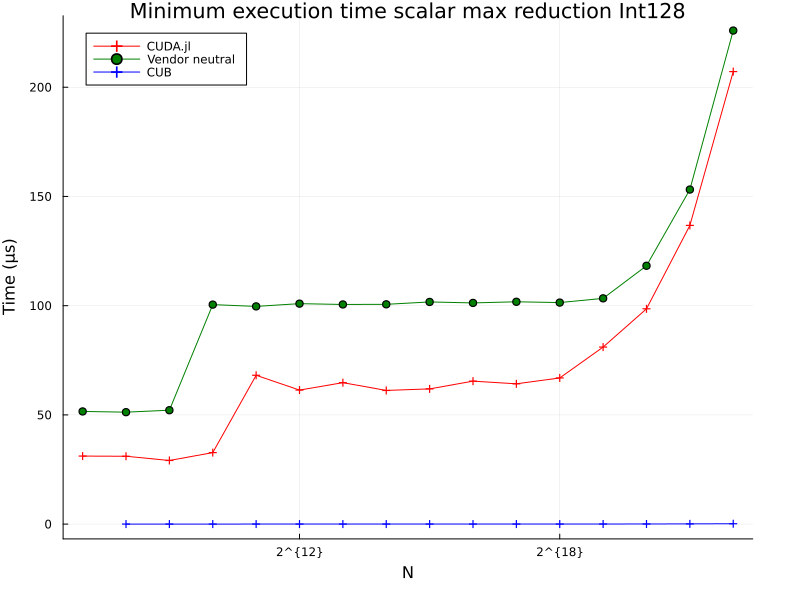 Minimum execution time scalar max reduction Int128
CUDA.jl
Vendor neutral
CUB
200
150
100
50
0
Time (μs)
2^{12}
2^{18}
N